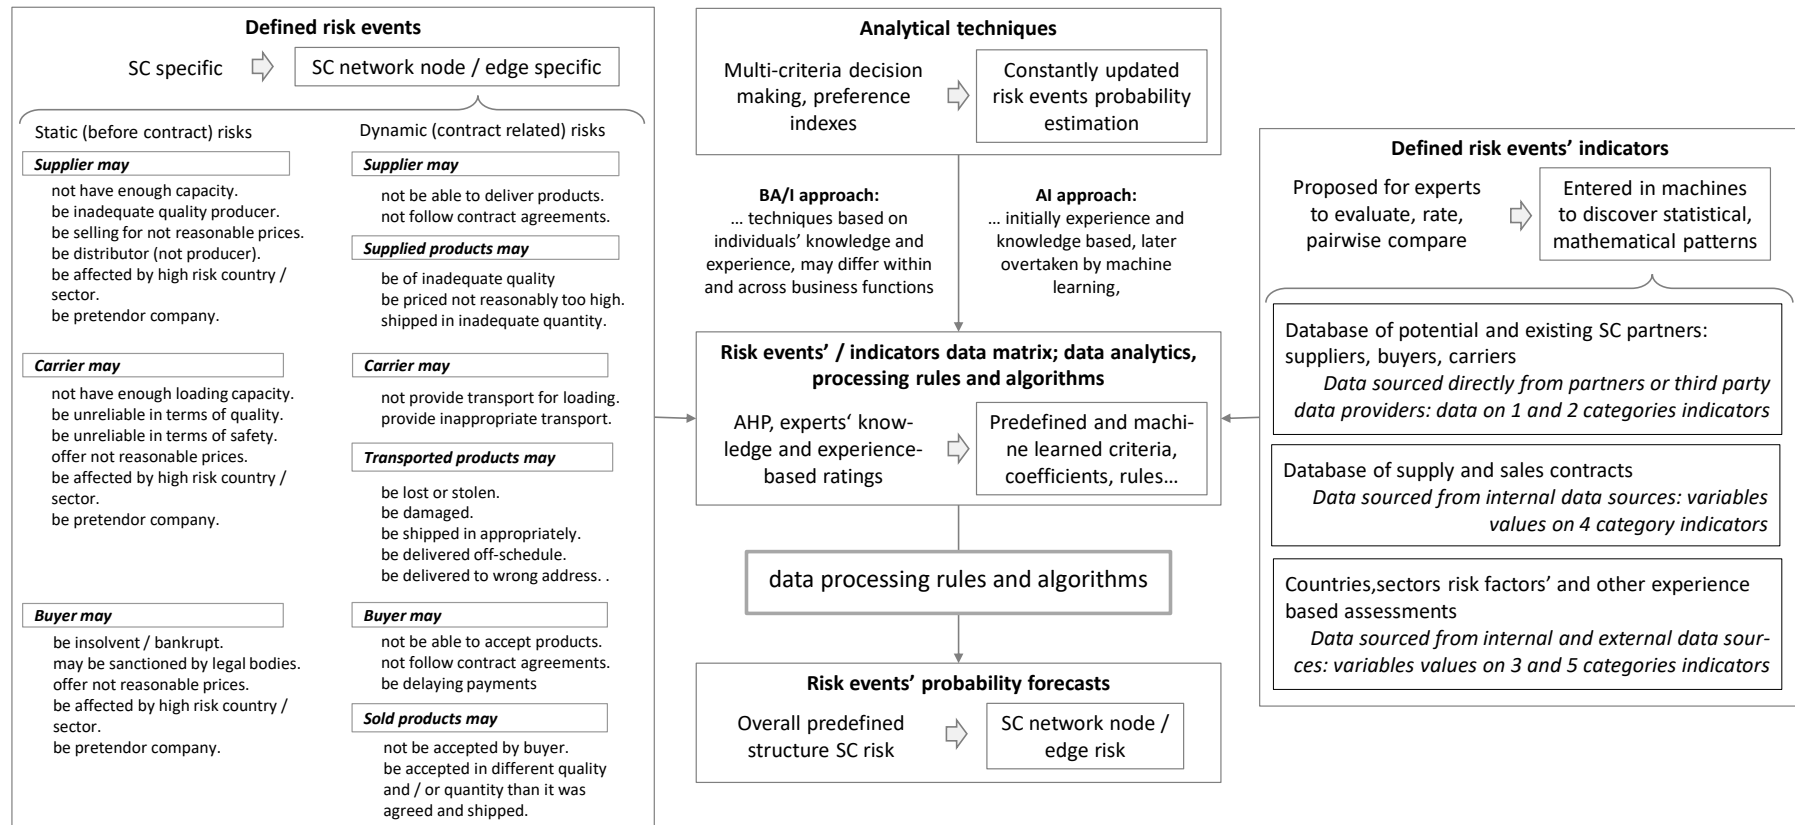 Defined risk events
SC specific
SC network node / edge specific
Static (before contract) risks
Supplier may
not have enough capacity.
be inadequate quality producer.
be selling for not reasonable prices.
be distributor (not producer).
be affected by high risk country /
sector.
be pretendor company.
Carrier may
not have enough loading capacity.
be unreliable in terms of quality.
be unreliable in terms of safety.
offer not reasonable prices.
be affected by high risk country /
sector.
be pretendor company.
Buyer may
be insolvent / bankrupt.
may be sanctioned by legal bodies.
offer not reasonable prices.
be affected by high risk country /
sector.
be pretendor company.
Dynamic (contract related) risks
Supplier may
not be able to deliver products.
not follow contract agreements.
Supplied products may
be of inadequate quality
be priced not reasonably too high.
shipped in inadequate quantity.
Carrier may
not provide transport for loading.
provide inappropriate transport.
Transported products may
be lost or stolen.
be damaged.
be shipped in appropriately.
be delivered off-schedule.
be delivered to wrong address. .
Buyer may
not be able to accept products.
not follow contract agreements.
be delaying payments
Sold products may
not be accepted by buyer.
be accepted in different quality
and / or quantity than it was
agreed and shipped.
Analytical techniques
Multi-criteria decision
making, preference
indexes
Constantly updated
risk events probability
estimation
BA/I approach:
... techniques based on
individuals’ knowledge and
experience, may differ within
and across business functions
AI approach:
... initially experience and
knowledge based, later
overtaken by machine
learning,
Risk events’ / indicators data matrix; data analytics,
processing rules and algorithms
AHP, experts‘ know-
ledge and experience-
based ratings
Predefined and machi-
ne learned criteria,
coefficients, rules…
data processing rules and algorithms
Risk events’ probability forecasts
Overall predefined
structure SC risk
SC network node /
edge risk
Defined risk events’ indicators
Proposed for experts
to evaluate, rate,
pairwise compare
Entered in machines
to discover statistical,
mathematical patterns
Database of potential and existing SC partners:
suppliers, buyers, carriers
Data sourced directly from partners or third party
data providers: data on 1 and 2 categories indicators
Database of supply and sales contracts
Data sourced from internal data sources: variables
values on 4 category indicators
Countries,sectors risk factors’ and other experience
based assessments
Data sourced from internal and external data sour-
ces: variables values on 3 and 5 categories indicators